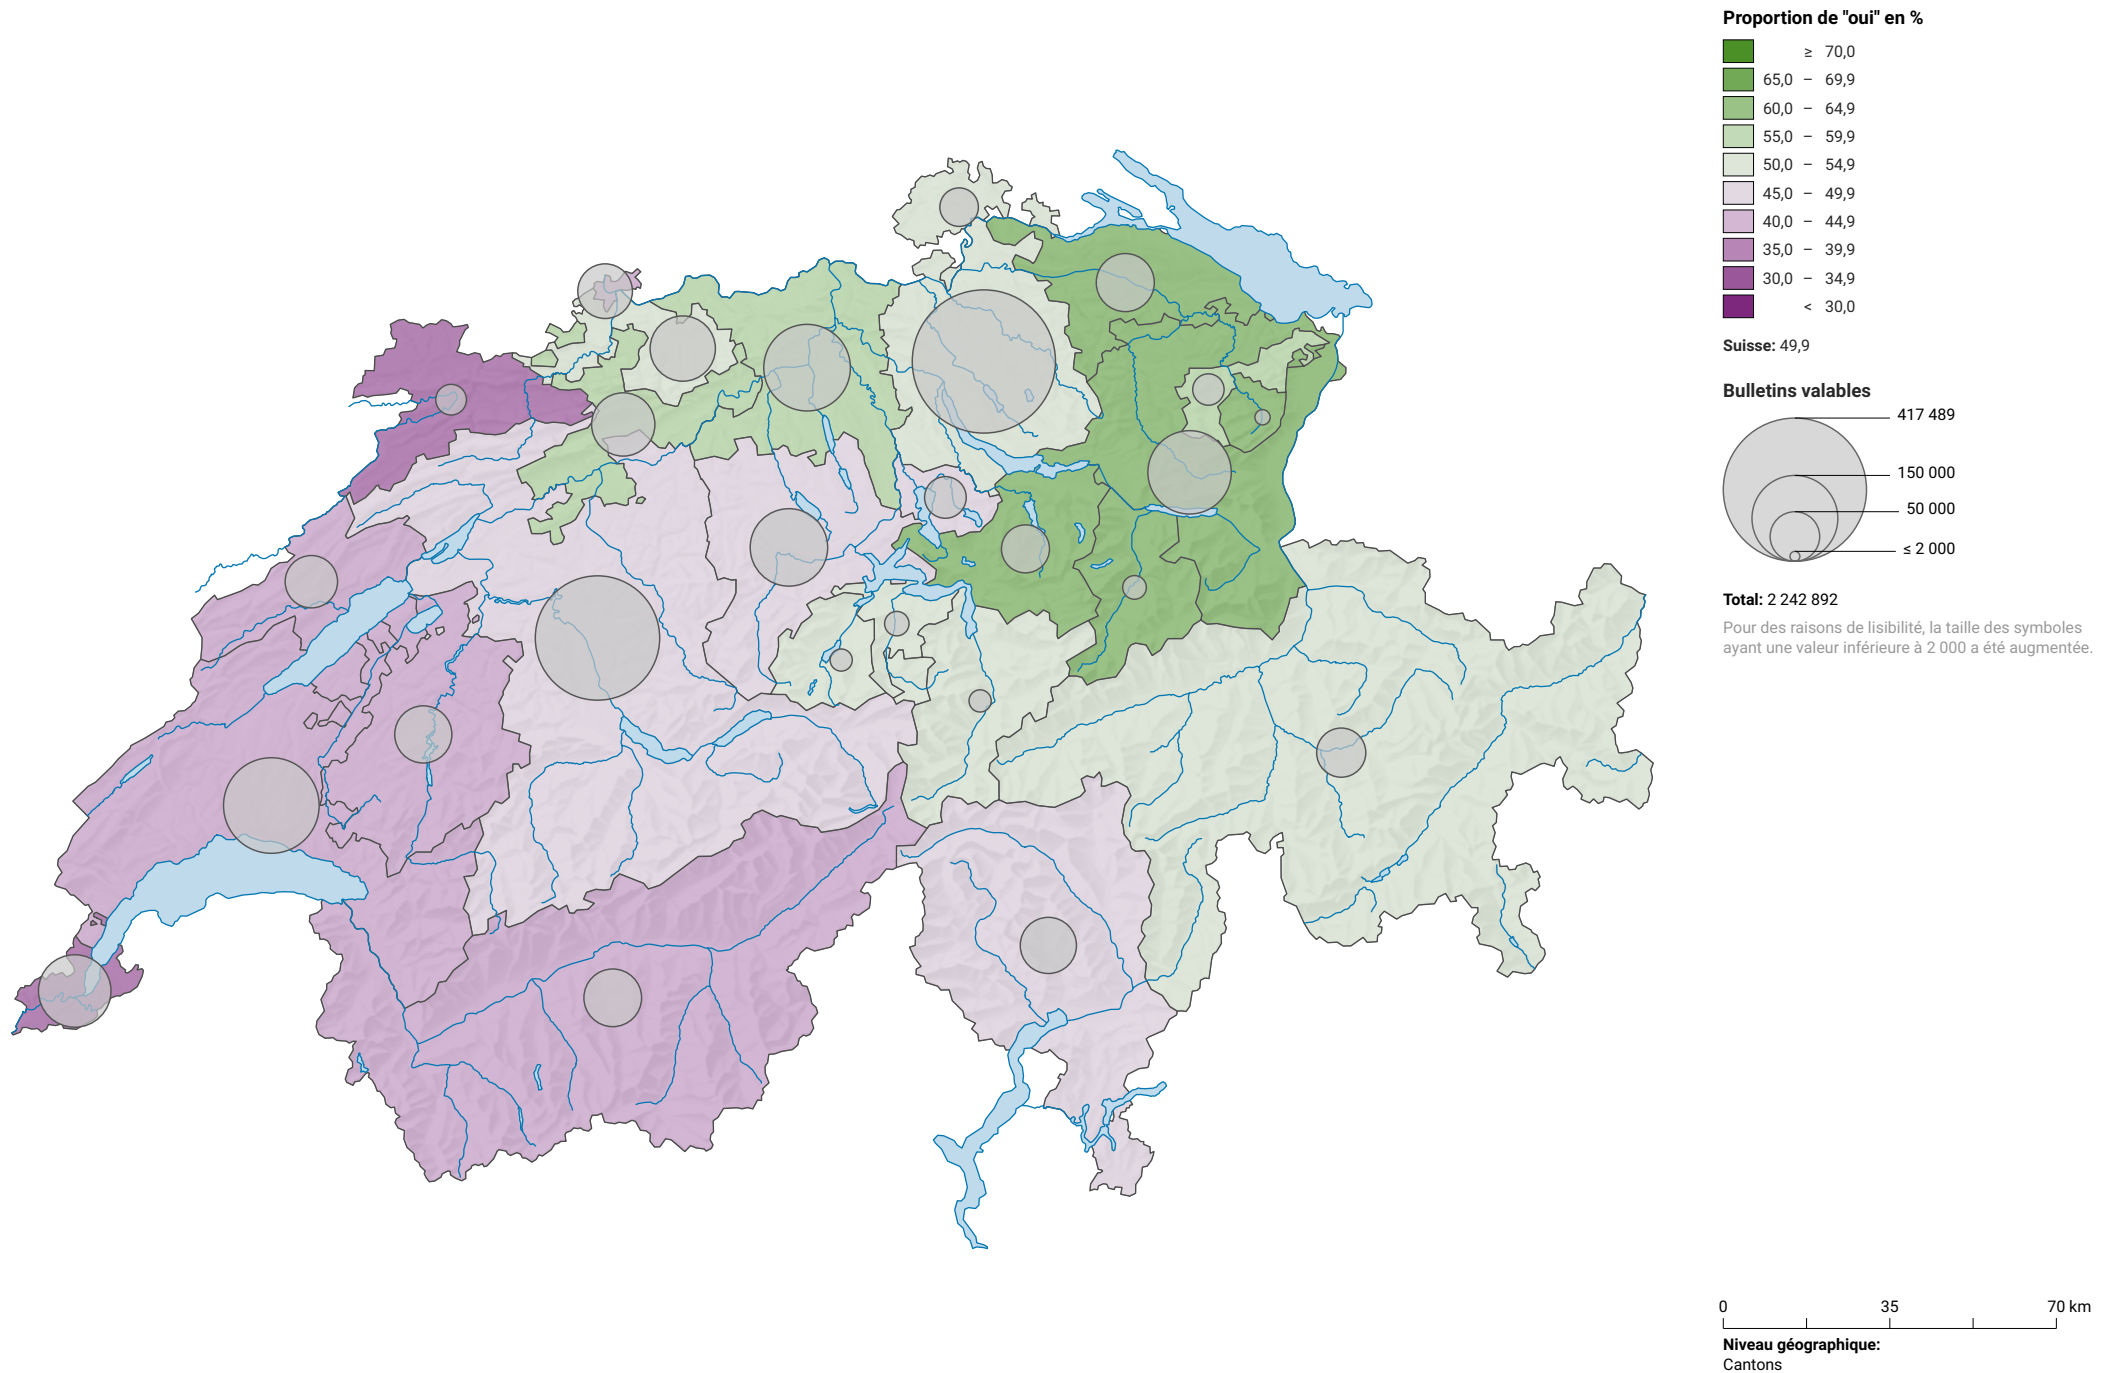 Proportion de "oui" en %
≥ 70,0
65,0 – 69,9
60,0 – 64,9
55,0 – 59,9
50,0 – 54,9
45,0 – 49,9
40,0 – 44,9
35,0 – 39,9
30,0 – 34,9
< 30,0
Suisse: 49,9
Bulletins valables
417 489
150 000
50 000
≤ 2 000
Total: 2 242 892
Pour des raisons de lisibilité, la taille des symboles
ayant une valeur inférieure à 2 000 a été augmentée.
0 35 70 km
Niveau géographique:
Cantons